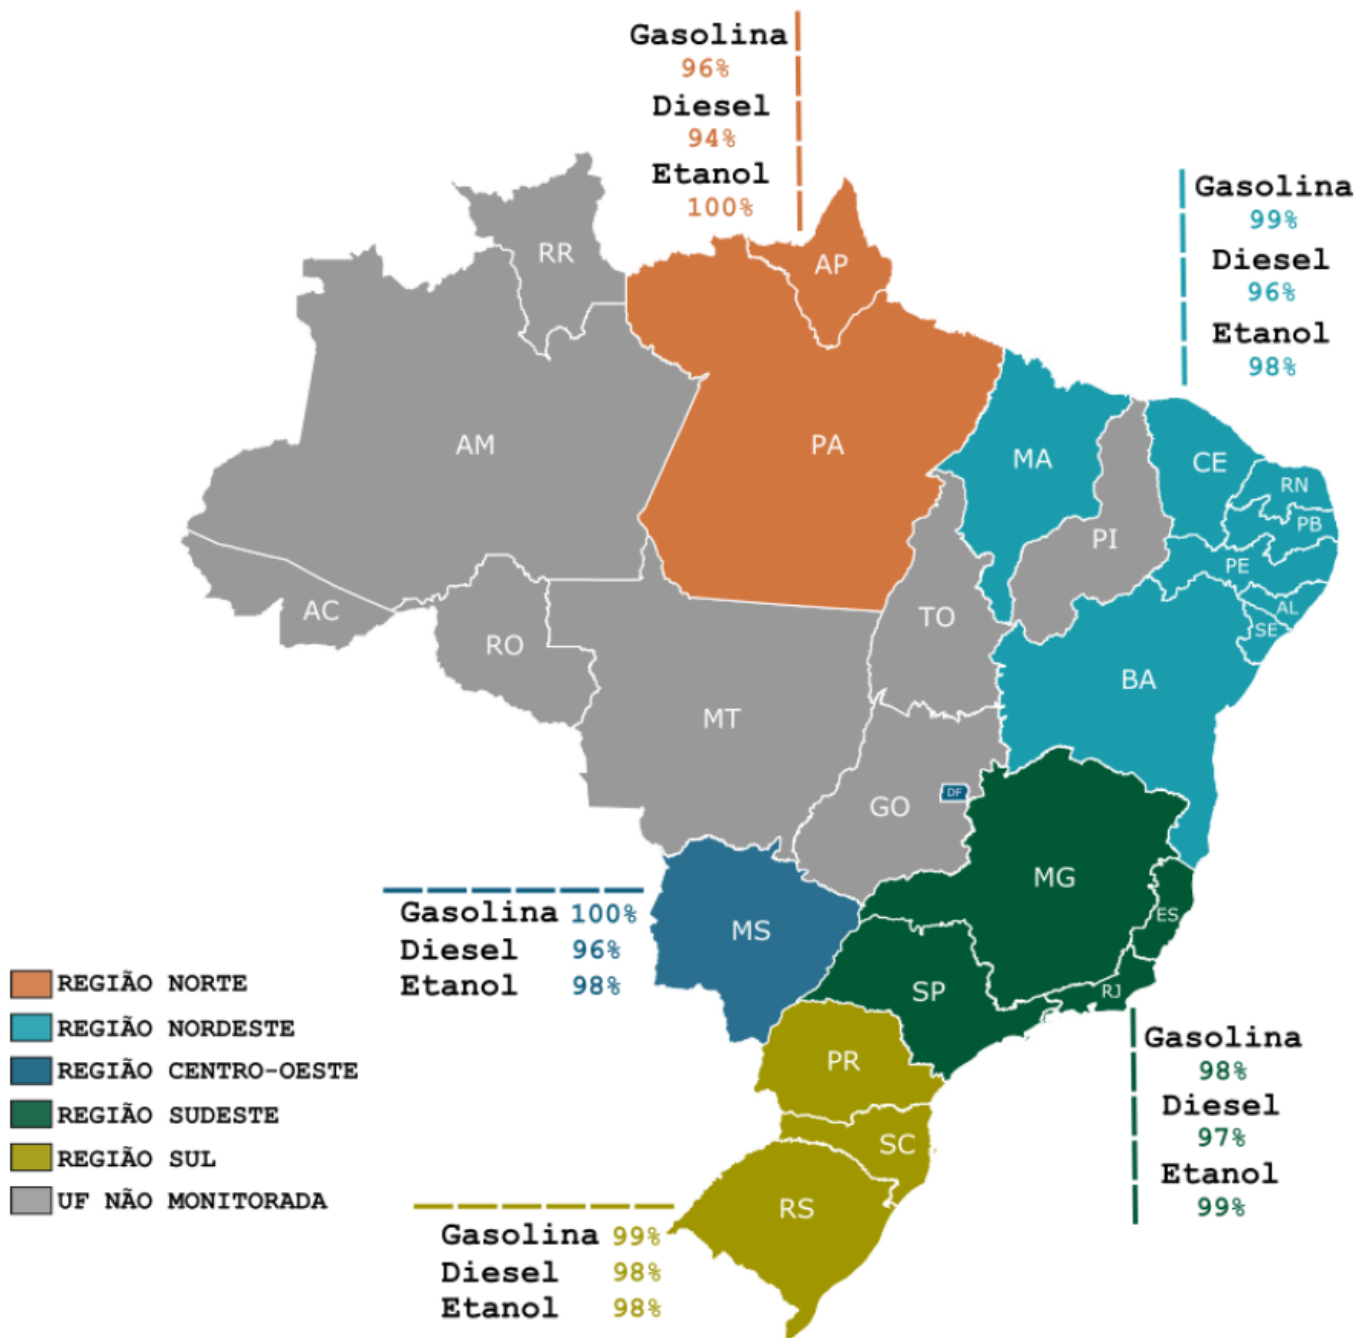 Gasolina
96%
Diesel
94%
Etanol
100%
Gasolina
99%
Diesel
96%
Etanol
98%
RR
AP
AM
PA
MA
CE
RN
PB
PI
PE
AL
SE
AC
RO
TO
BA
MT
GO
DF
MG
ES
MS
SP
RJ
PR
SC
RS
Gasolina 100%
Diesel 96%
Etanol 98%
REGIÃO NORTE
REGIÃO NORDESTE
REGIÃO CENTRO-OESTE
REGIÃO SUDESTE
REGIÃO SUL
UF NÃO MONITORADA
Gasolina
98%
Diesel
97%
Etanol
99%
Gasolina 99%
Diesel 98%
Etanol 98%